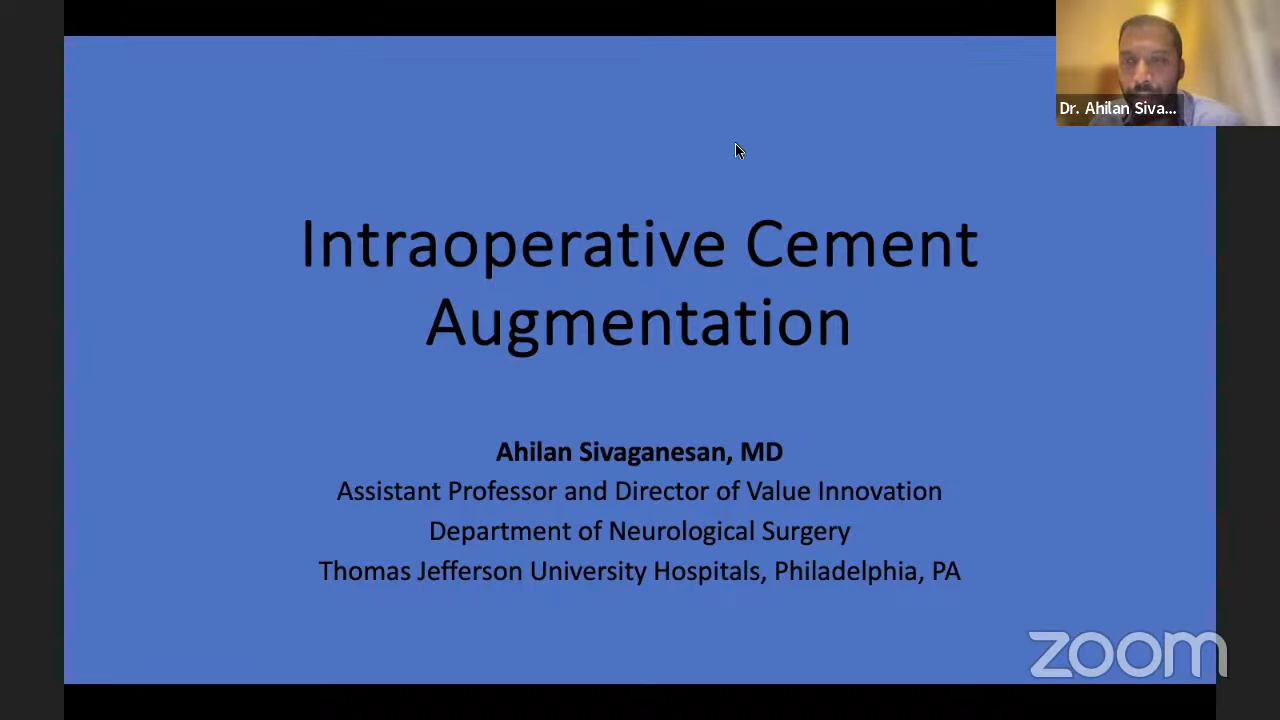 Dr. Ahilan Siva...
Intraoperative Cement
Augmentation
Ahilan Sivaganesan, MD
Assistant Professor and Director of Value Innovation
Department of Neurological Surgery
Thomas Jefferson University Hospitals, Philadelphia, PA
zoom